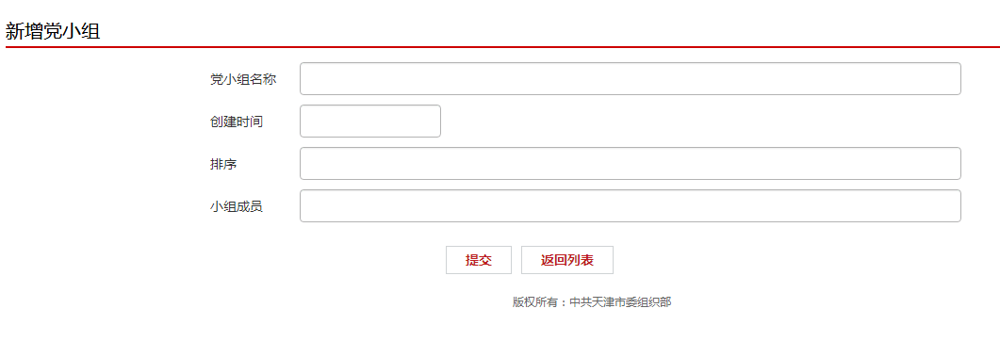 新增党小组
党小组名称
创建时间
排序
小组成员
提交 返回列表
版权所有：中共天津市委组织部